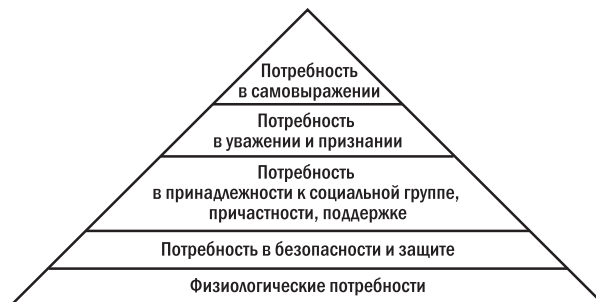 Потребность
в самовыражении
Потребность
в уважении и признании
Потребность
в принадлежности к социальной группе,
причастности, поддержке
Потребность в безопасности и защите
Физиологические потребности